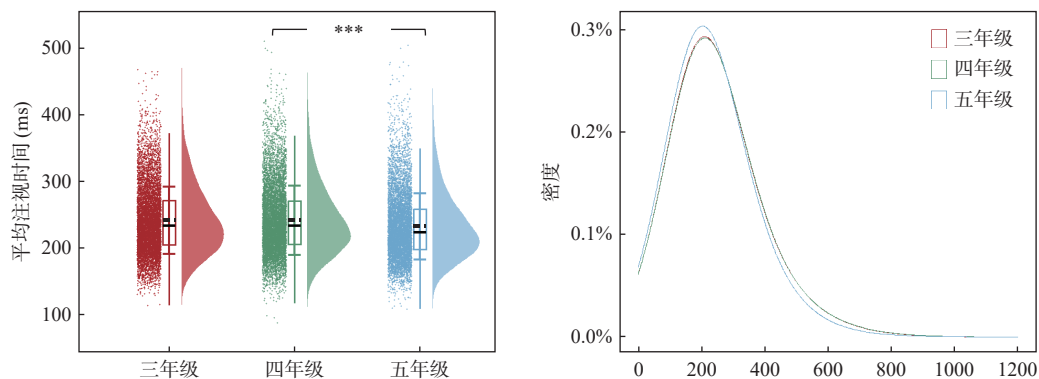 ***
500
400
300
200
100
平均注视时间 (ms)
三年级
四年级
五年级
0.3%
0.2%
0.1%
0.0%
密度
三年级
四年级
五年级
0
200
400
600
800
1000
1200